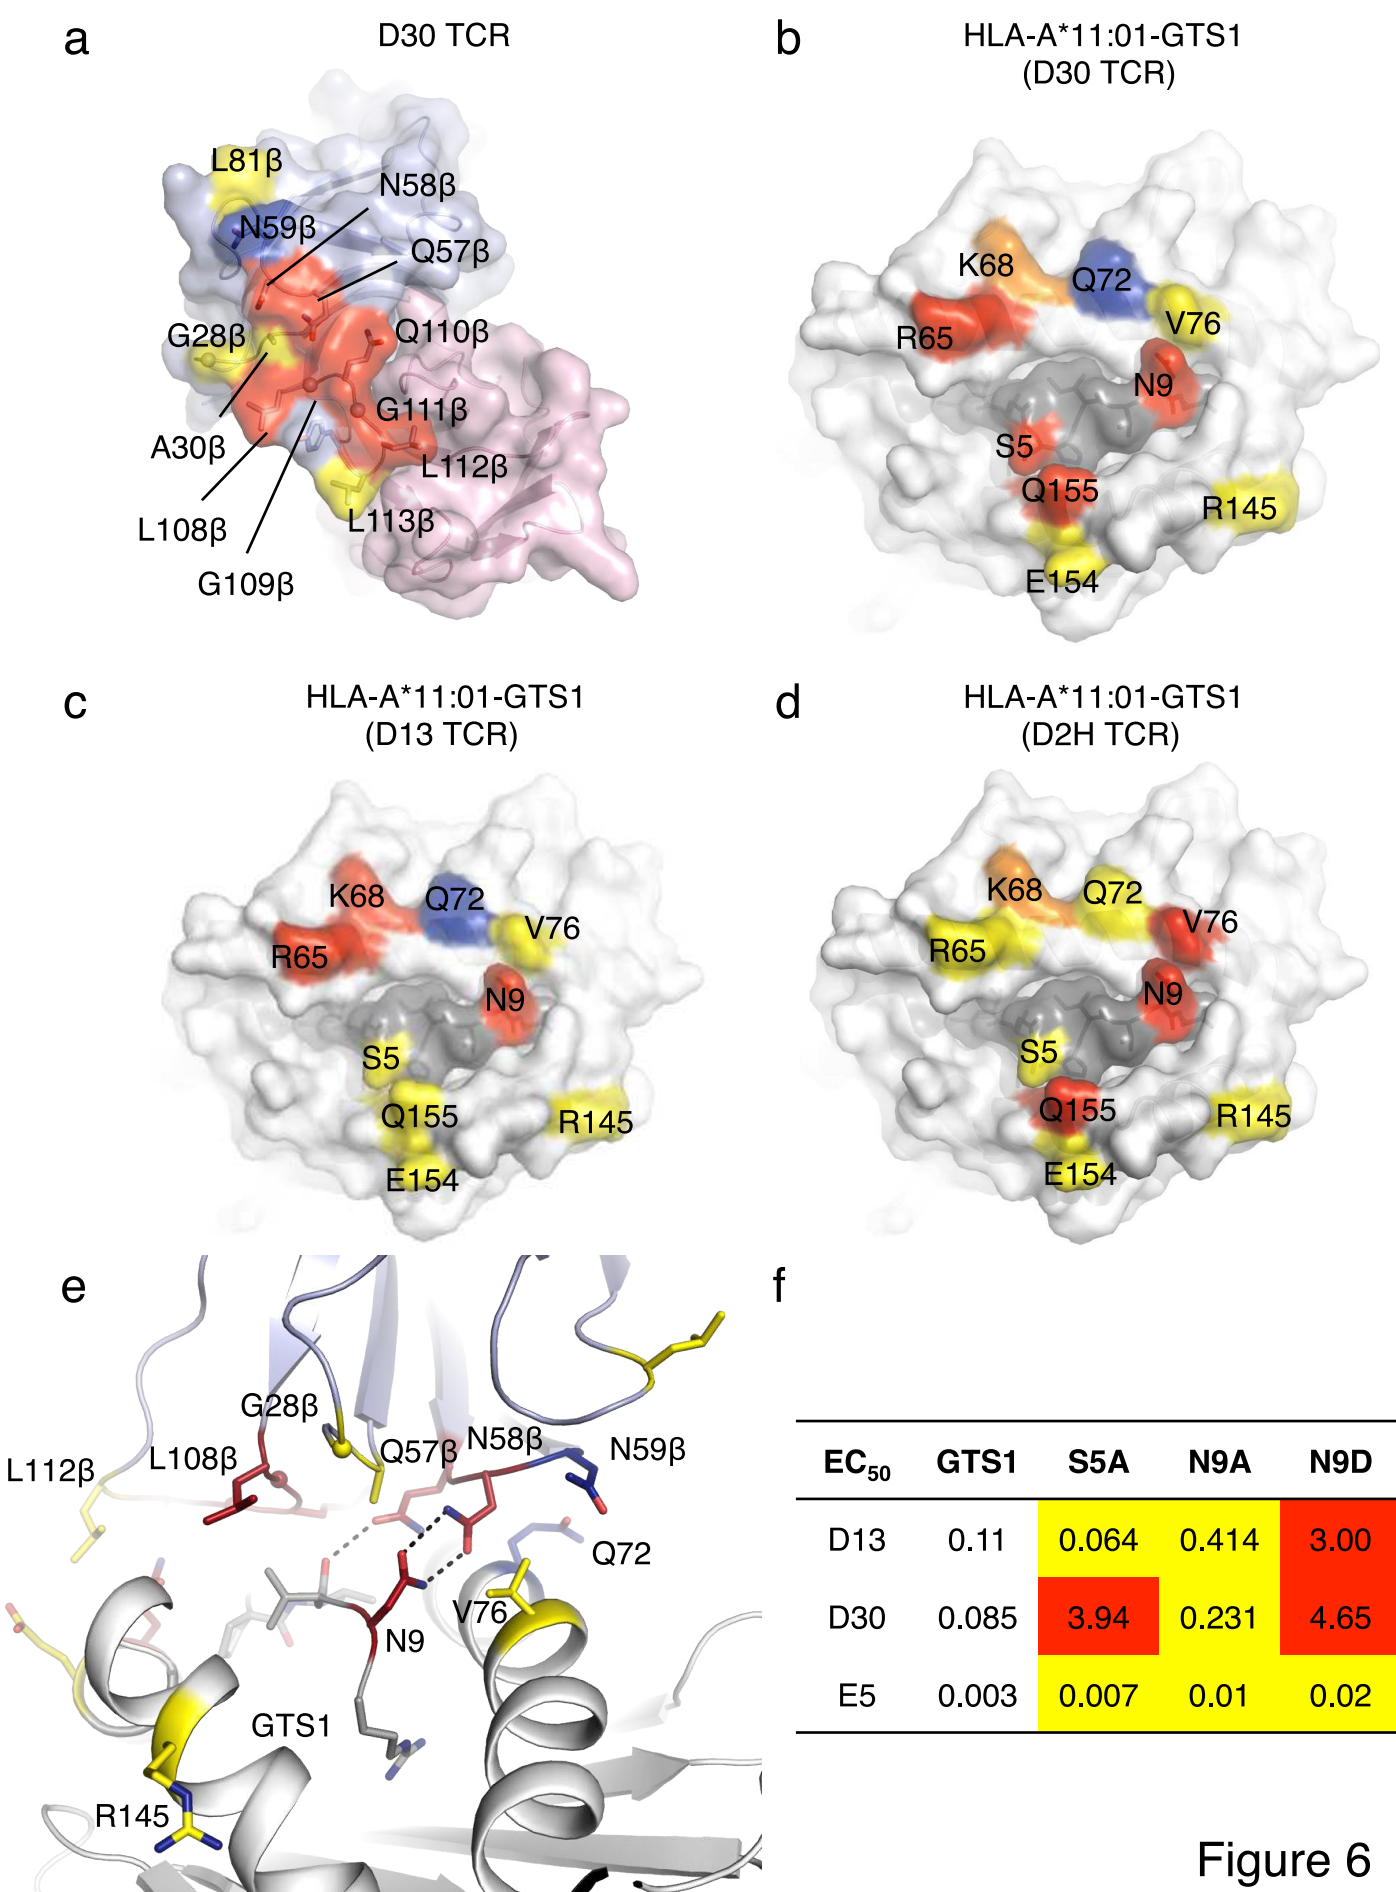 a
D30 TCR
L81β
N58β
N59β
Q57β
G28β
Q110β
G111β
A30β
L112β
L108β
L113β
G109β
b
HLA-A*11:01-GTS1
(D30 TCR)
K68
Q72
R65
V76
N9
S5
Q155
R145
E154
c
HLA-A*11:01-GTS1
(D13 TCR)
K68
Q72
R65
V76
N9
S5
Q155
R145
E154
d
HLA-A*11:01-GTS1
(D2H TCR)
K68
Q72
R65
V76
N9
S5
Q155
R145
E154
e
G28β
L112β
L108β
Q57β
N58β
N59β
Q72
V76
N9
GTS1
R145
f
EC50 GTS1 S5A N9A N9D
D13 0.11 0.064 0.414 3.00
D30 0.085 3.94 0.231 4.65
E5 0.003 0.007 0.01 0.02
Figure 6